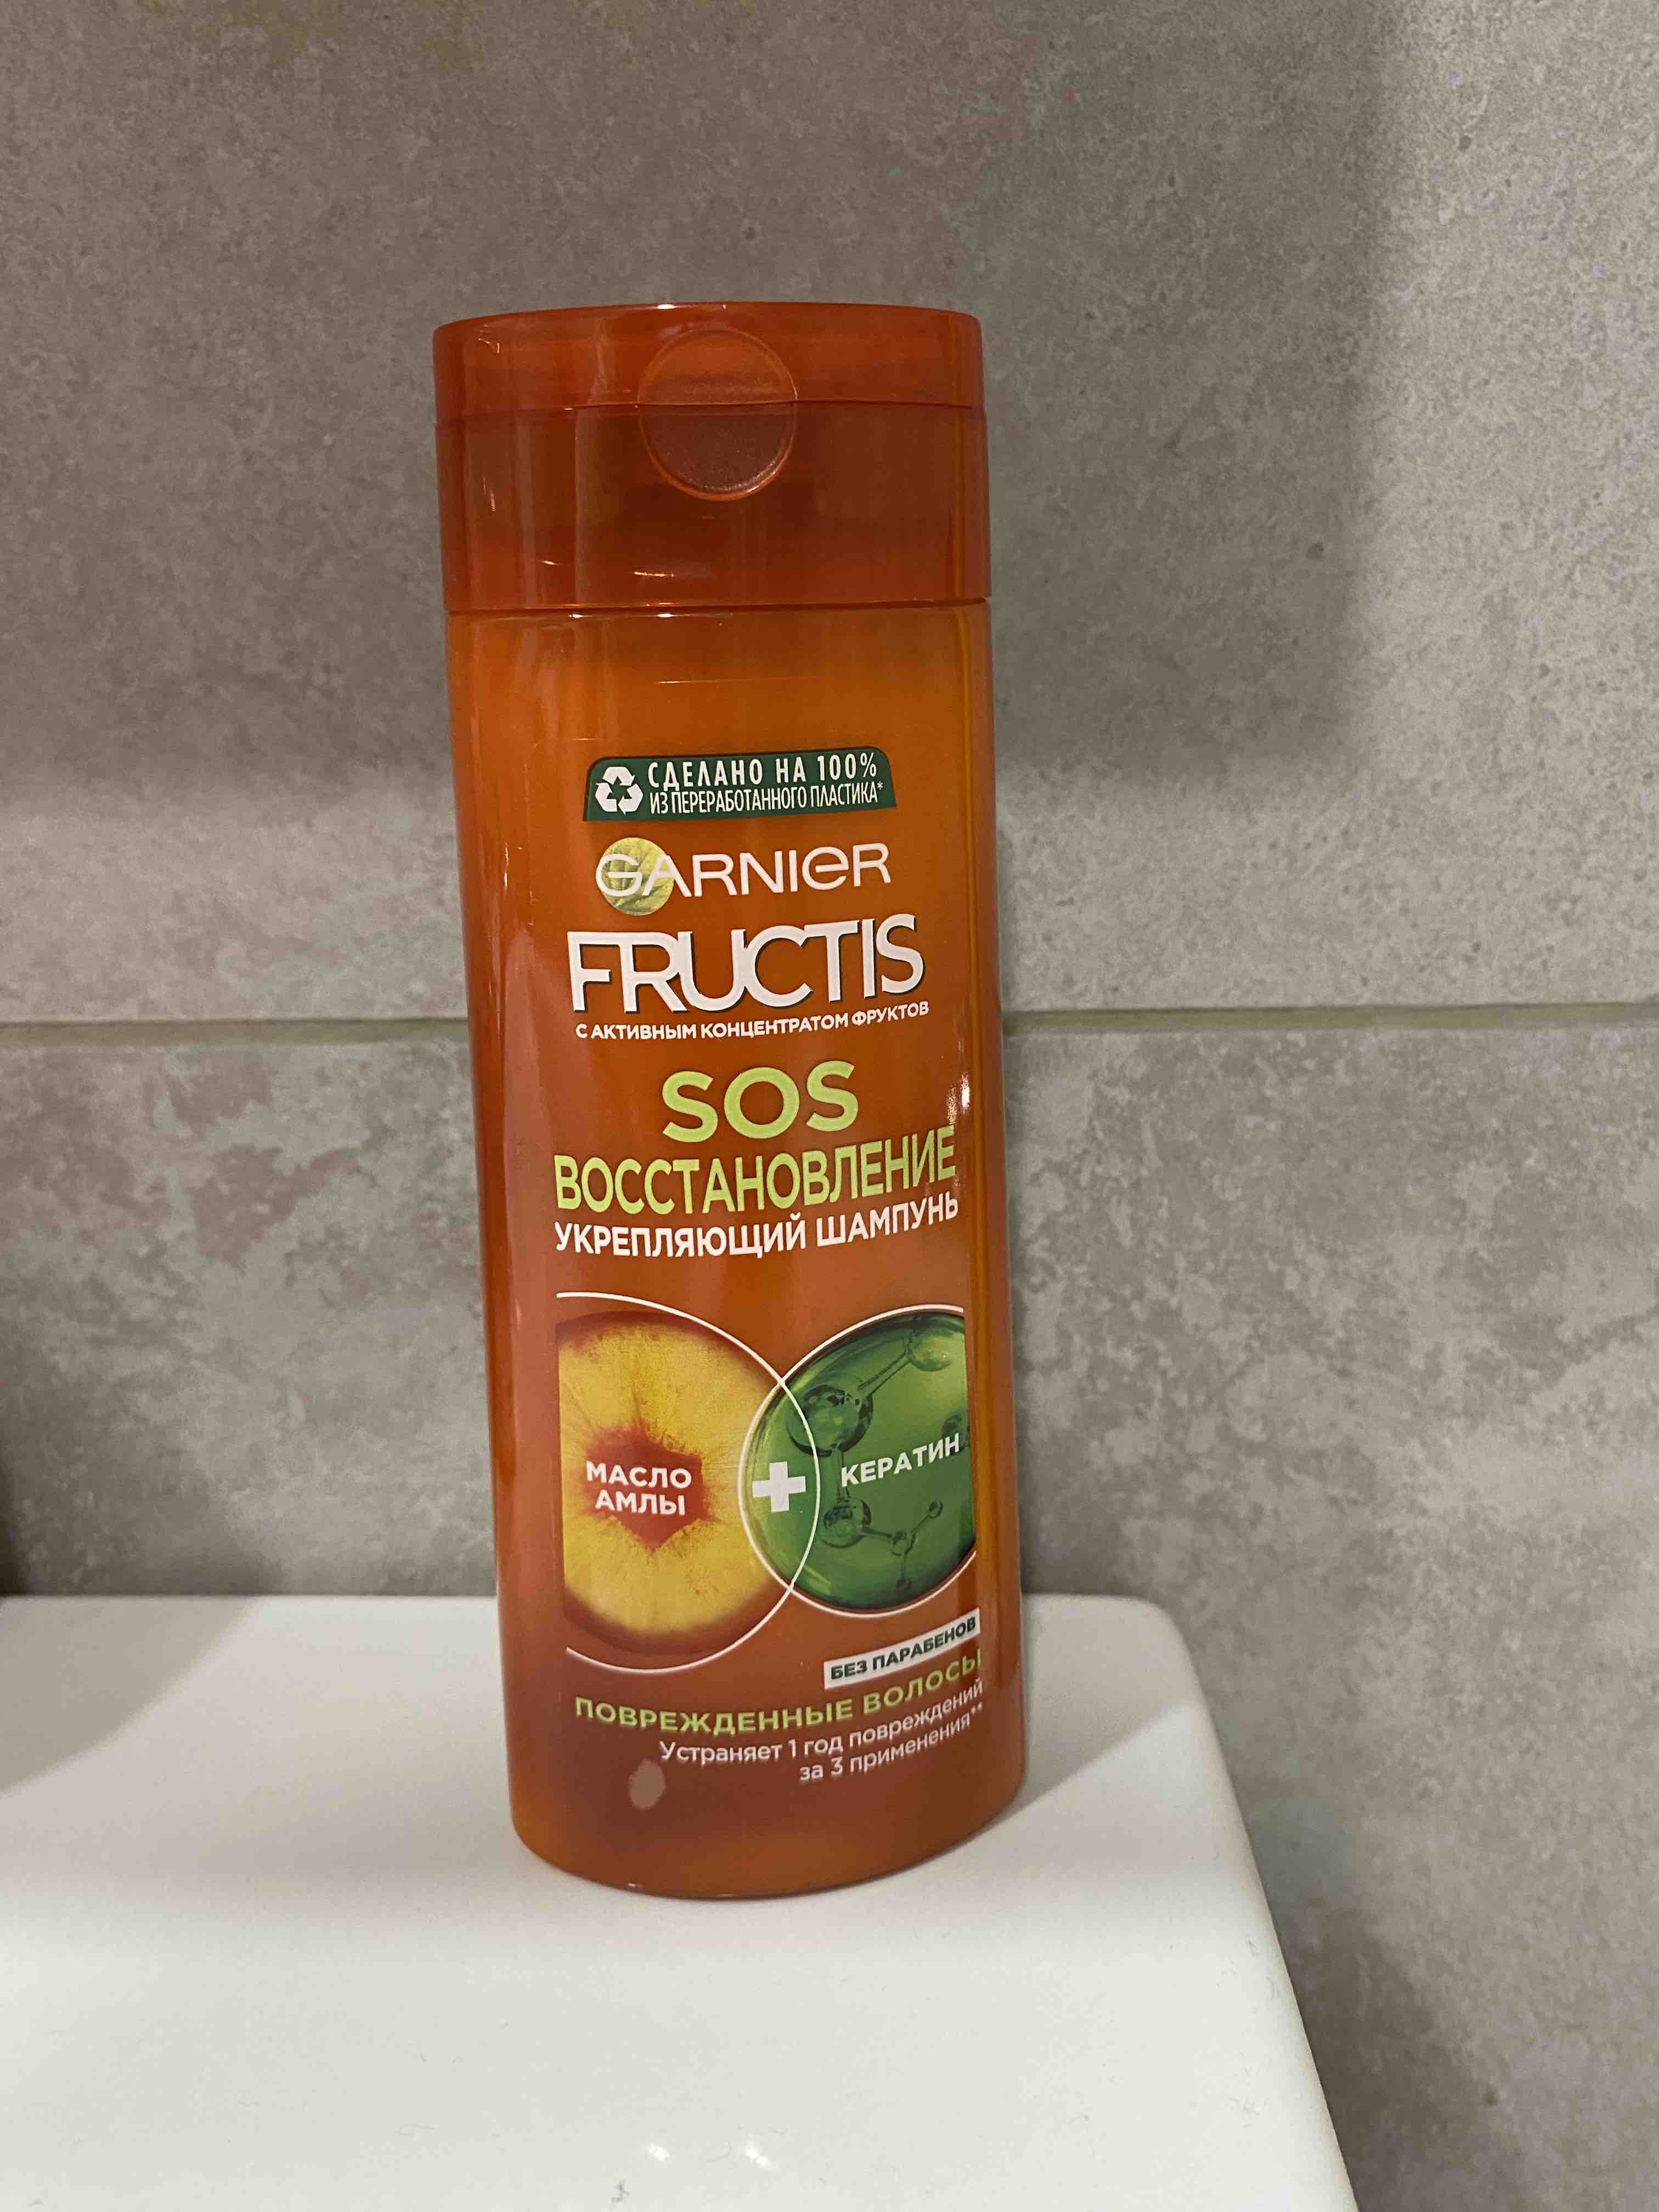 СДЕЛАНО НА 100%
ИЗ ПЕРЕРАБОТАННОГО ПЛАСТИКА*
GARNIER
FRUCTIS
С АКТИВНЫМ КОНЦЕНТРАТОМ ФРУКТОВ
SOS
ВОССТАНОВЛЕНИЕ
УКРЕПЛЯЮЩИЙ ШАМПУНЬ
МАСЛО
АМЛЫ
КЕРАТИН
БЕЗ ПАРАБЕНОВ
ПОВРЕЖДЕННЫЕ ВОЛОСЫ
Устраняет 1 год повреждений
за 3 применения**